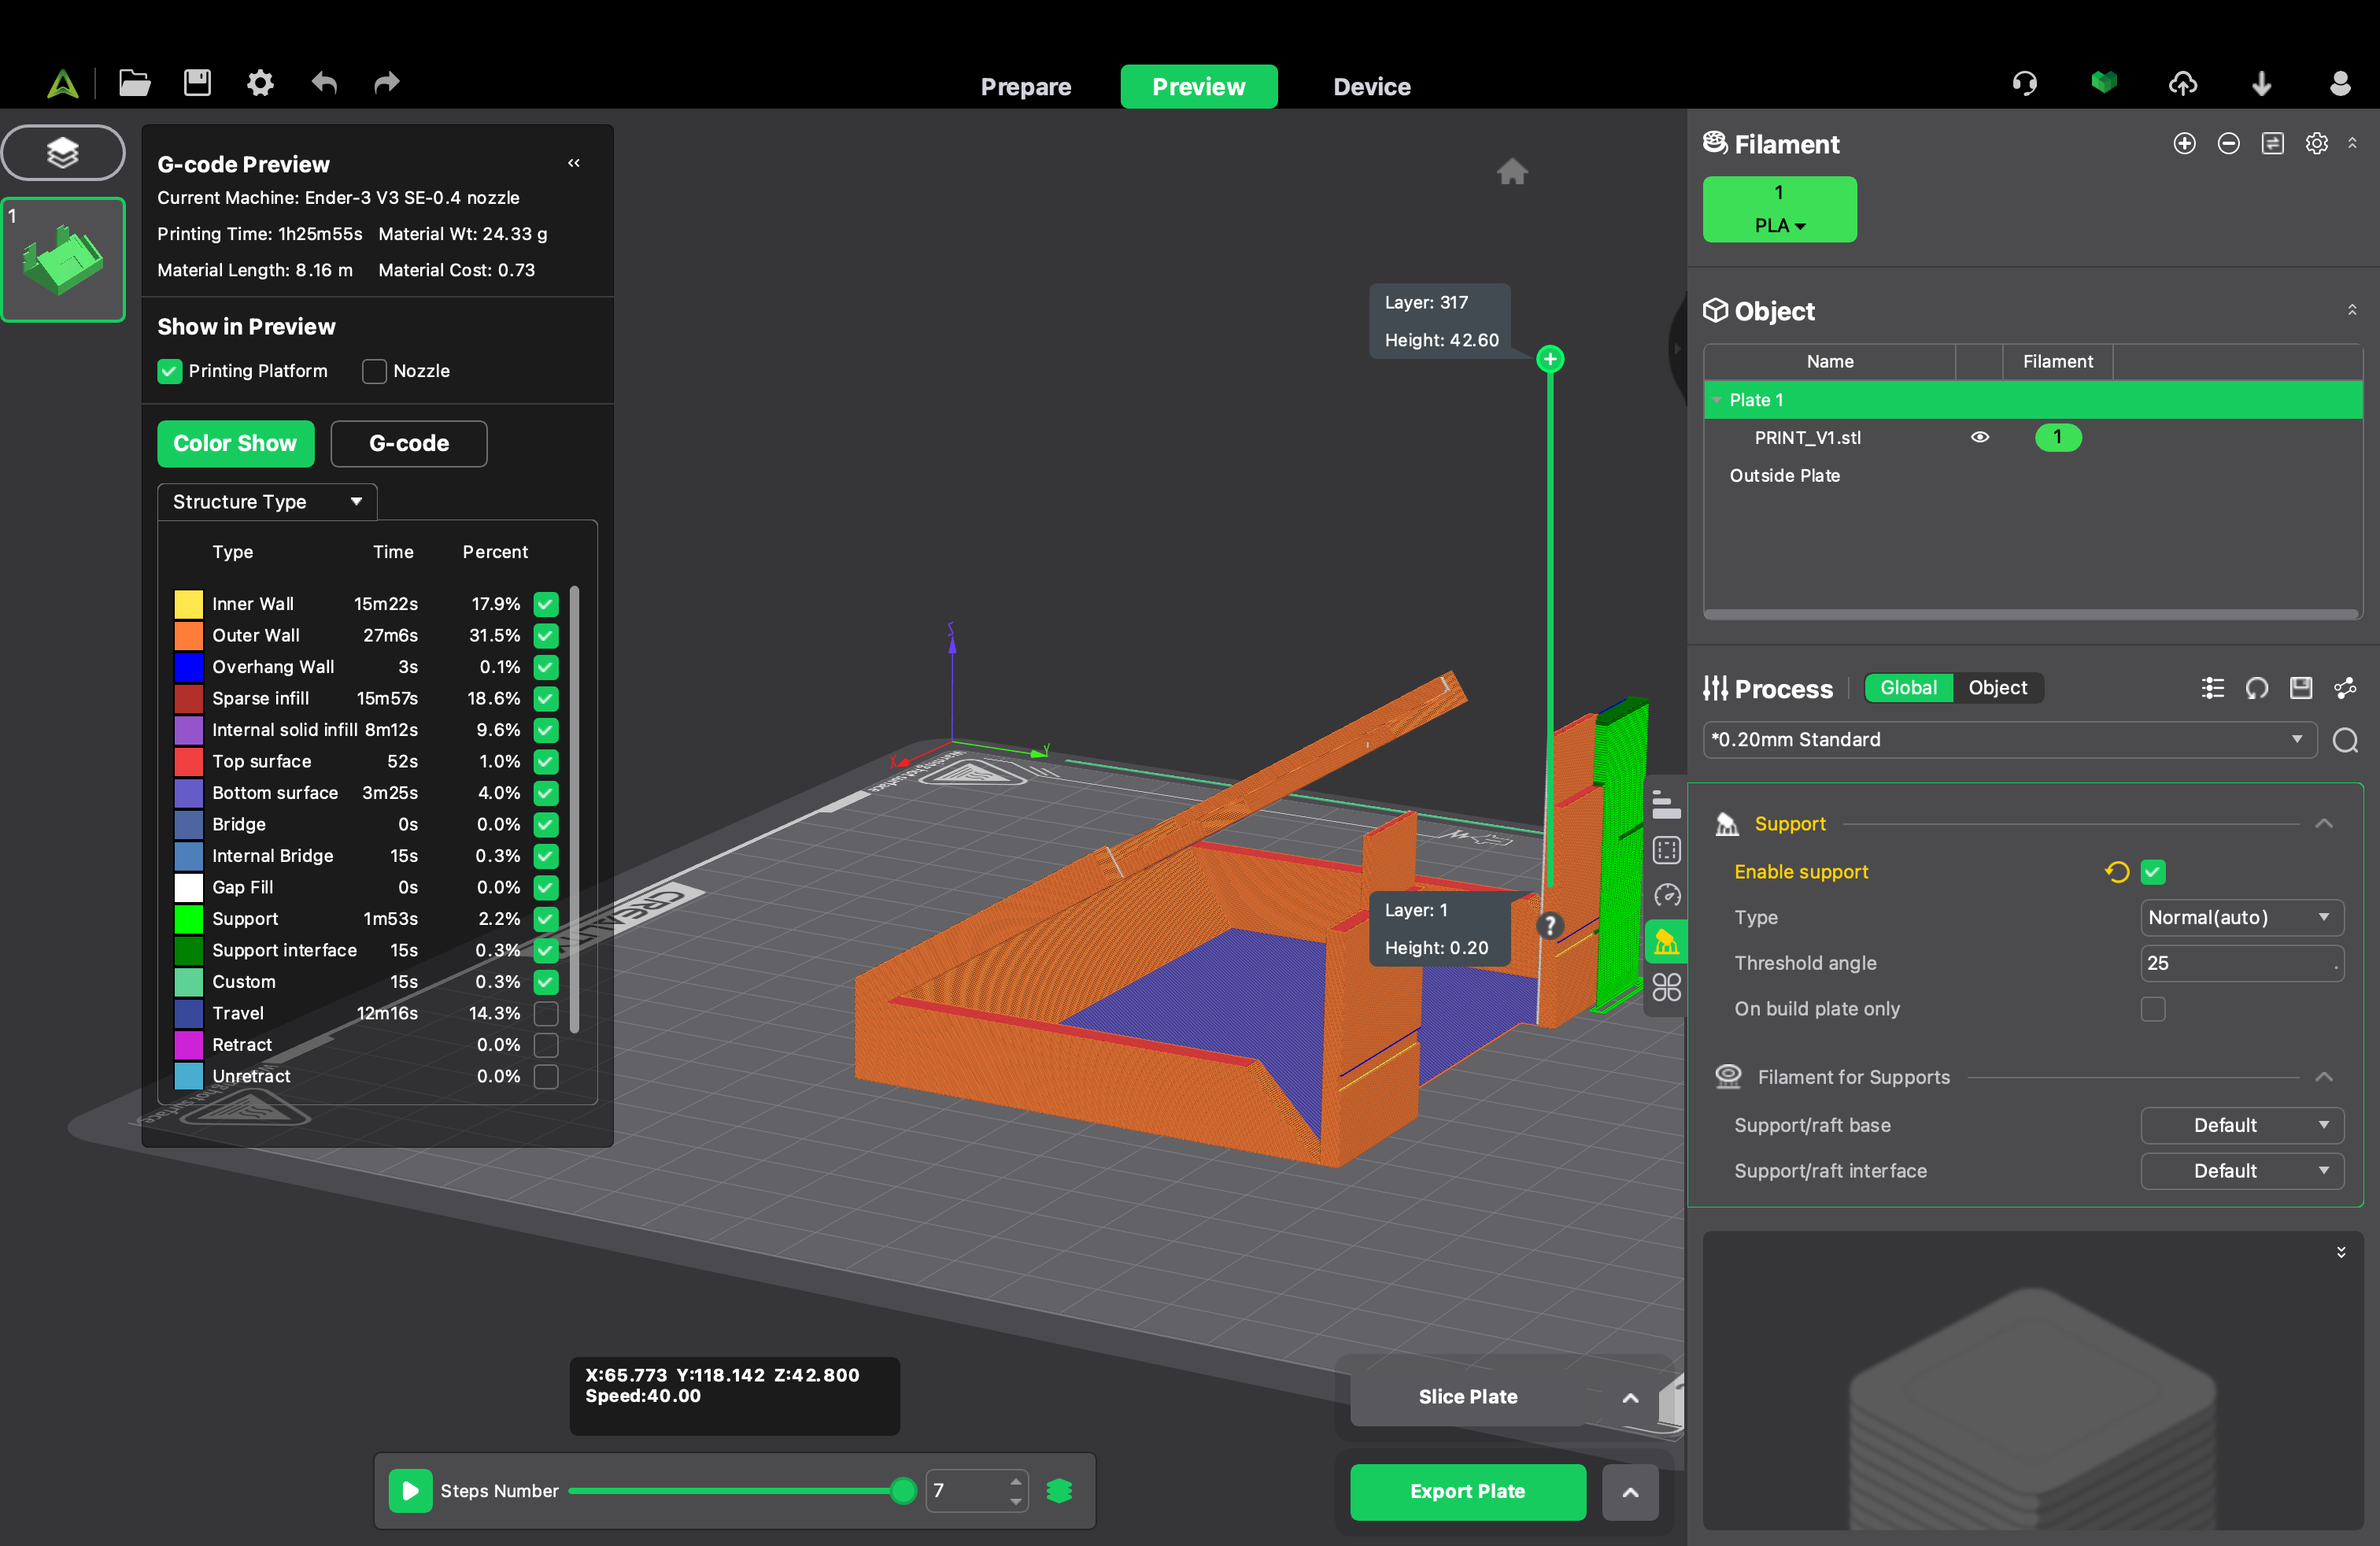 Prepare
Preview
Device
1
G-code Preview
Current Machine: Ender-3 V3 SE-0.4 nozzle
Printing Time: 1h25m55s Material Wt: 24.33 g
Material Length: 8.16 m Material Cost: 0.73
Show in Preview
Printing Platform Nozzle
Color Show G-code
Structure Type
Type Time Percent
Inner Wall 15m22s 17.9%
Outer Wall 27m6s 31.5%
Overhang Wall 3s 0.1%
Sparse infill 15m57s 18.6%
Internal solid infill 8m12s 9.6%
Top surface 52s 1.0%
Bottom surface 3m25s 4.0%
Bridge 0s 0.0%
Internal Bridge 15s 0.3%
Gap Fill 0s 0.0%
Support 1m53s 2.2%
Support interface 15s 0.3%
Custom 15s 0.3%
Travel 12m16s 14.3%
Retract 0.0%
Unretract 0.0%
Layer: 317
Height: 42.60
Y
X
Layer: 1
Height: 0.20
?
X:65.773 Y:118.142 Z:42.800
Speed:40.00
Steps Number 7
Slice Plate
Export Plate
Filament
1
PLA
Object
Name Filament
Plate 1
PRINT_V1.stl 1
Outside Plate
Process Global Object
*0.20mm Standard
Support
Enable support
Type Normal(auto)
Threshold angle 25
On build plate only
Filament for Supports
Support/raft base Default
Support/raft interface Default